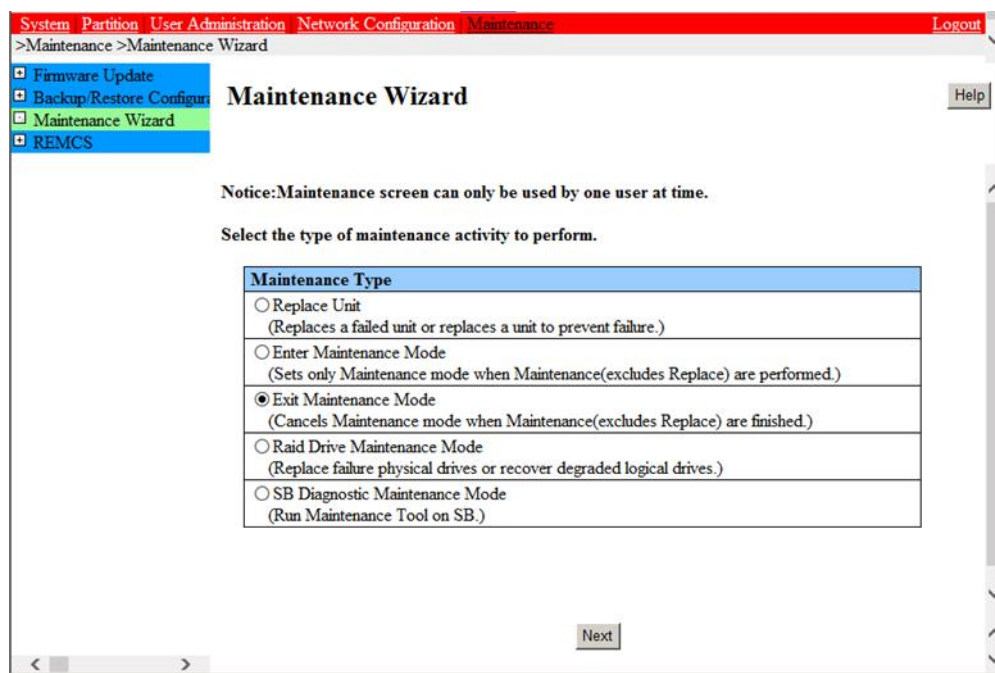 System Partition User Administration Network Configuration Maintenance Logout
>Maintenance >Maintenance Wizard
Firmware Update
Backup/Restore
Maintenance Wizard
REMCS
Maintenance Wizard
Help
Notice:Maintenance screen can only be used by one user at time.
Select the type of maintenance activity to perform.
Maintenance Type
Replace Unit
(Replaces a failed unit or replaces a unit to prevent failure.)
Enter Maintenance Mode
(Sets only Maintenance mode when Maintenance(excludes Replace) are performed.)
Exit Maintenance Mode
(Cancels Maintenance mode when Maintenance(excludes Replace) are finished.)
Raid Drive Maintenance Mode
(Replace failure physical drives or recover degraded logical drives.)
SB Diagnostic Maintenance Mode
(Run Maintenance Tool on SB.)
Next